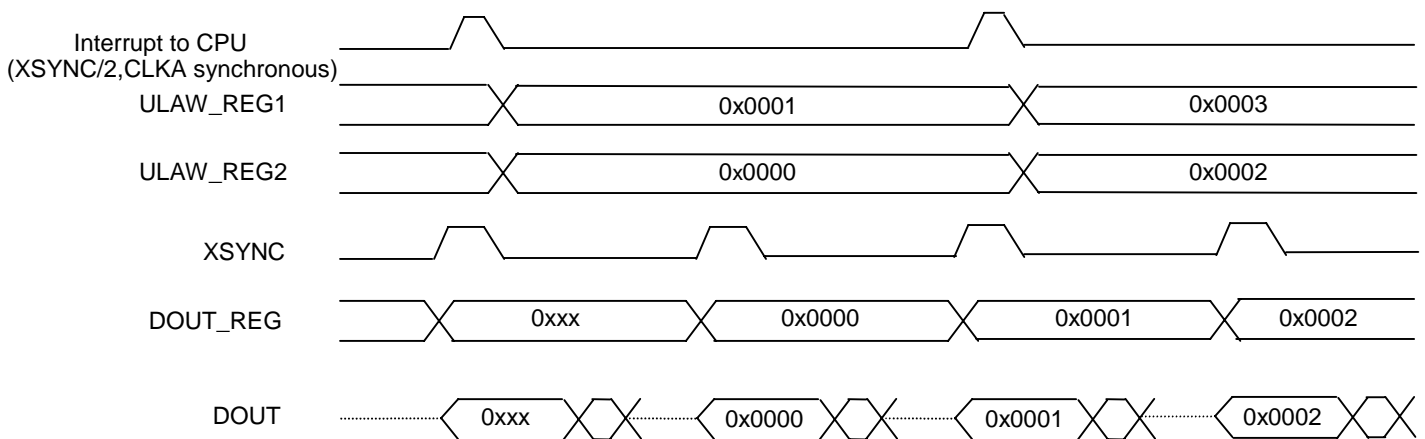 Interrupt to CPU
(XSYNC/2,CLKA synchronous)
ULAW_REG1 0x0001 0x0003
ULAW_REG2 0x0000 0x0002
XSYNC
DOUT_REG 0xxx 0x0000 0x0001 0x0002
DOUT 0xxx 0x0000 0x0001 0x0002